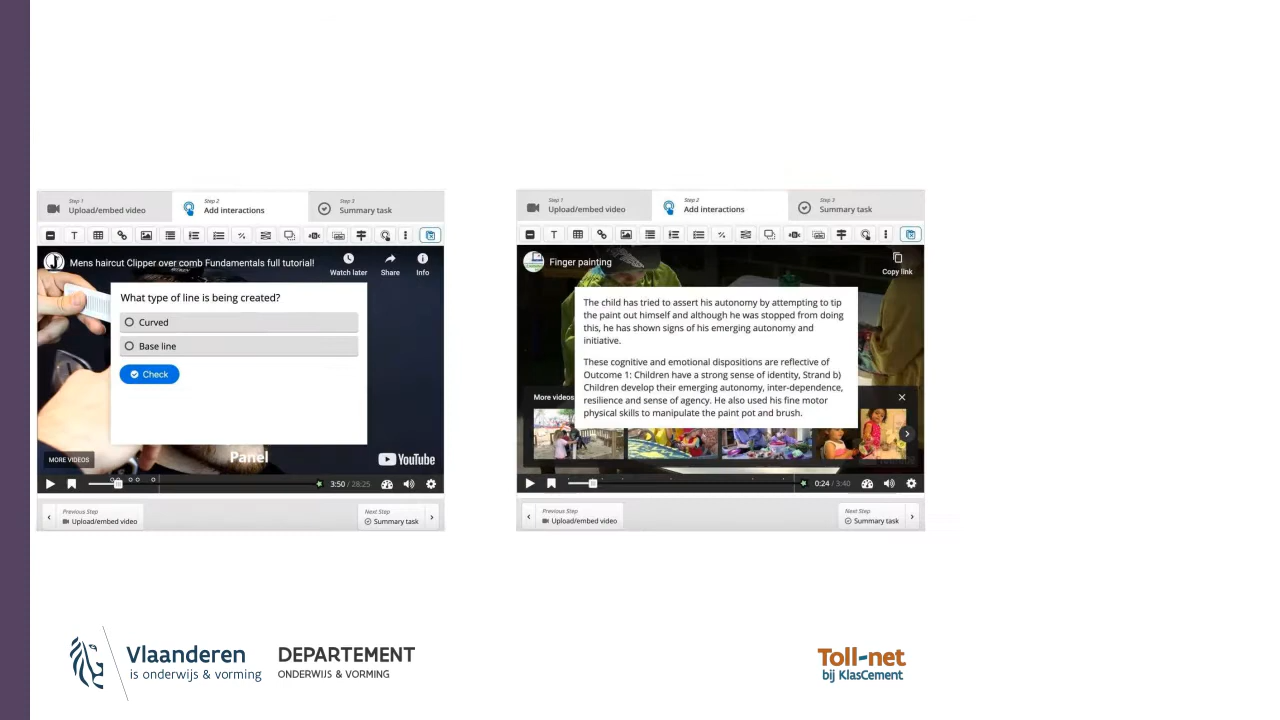 Step 1
Upload/embed video
Step 2
Add interactions
Step 3
Summary task
T
Mens haircut Clipper over comb Fundamentals full tutorial!
Watch later
Share
Info
What type of line is being created?
Curved
Base line
Check
MORE VIDEOS
Panel
YouTube
3:50 / 28:25
Previous Step
Upload/embed video
Next Step
Summary task
Step 1
Upload/embed video
Step 2
Add interactions
Step 3
Summary task
T
Finger painting
Copy link
The child has tried to assert his autonomy by attempting to tip
the paint out himself and although he was stopped from doing
this, he has shown signs of his emerging autonomy and
initiative.
These cognitive and emotional dispositions are reflective of
Outcome 1: Children have a strong sense of identity, Strand b)
Children develop their emerging autonomy, inter-dependence,
resilience and sense of agency. He also used his fine motor
physical skills to manipulate the paint pot and brush.
More videos
0:24 / 3:40
Previous Step
Upload/embed video
Next Step
Summary task
Vlaanderen
is onderwijs & vorming
DEPARTEMENT
ONDERWIJS & VORMING
Toll-net
bij KlasCement